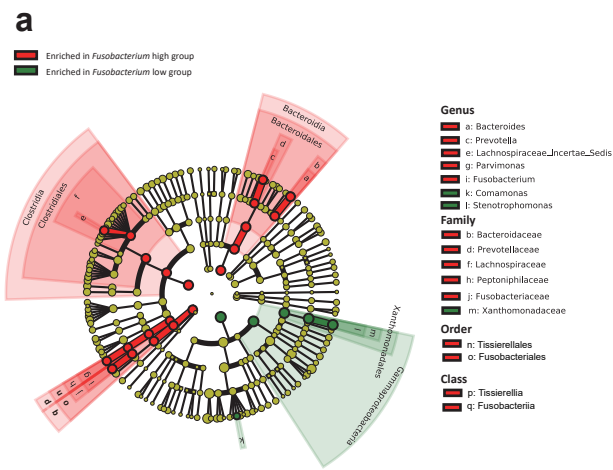 a
Enriched in Fusobacterium high group
Enriched in Fusobacterium low group
Bacteroidia
Bacteroidales
d
c
b
a
Clostridia
Clostridiales
f
e
Xanthomonadales
m
l
Gammaproteobacteria
k
p
n
h
g
q
o
j
i
Genus
a: Bacteroides
c: Prevotella
e: Lachnospiraceae_Incertae_Sedis
g: Parvimonas
i: Fusobacterium
k: Comamonas
l: Stenotrophomonas
Family
b: Bacteroidaceae
d: Prevotellaceae
f: Lachnospiraceae
h: Peptoniphilaceae
j: Fusobacteriaceae
m: Xanthomonadaceae
Order
n: Tissierellales
o: Fusobacteriales
Class
p: Tissierellia
q: Fusobacteriia